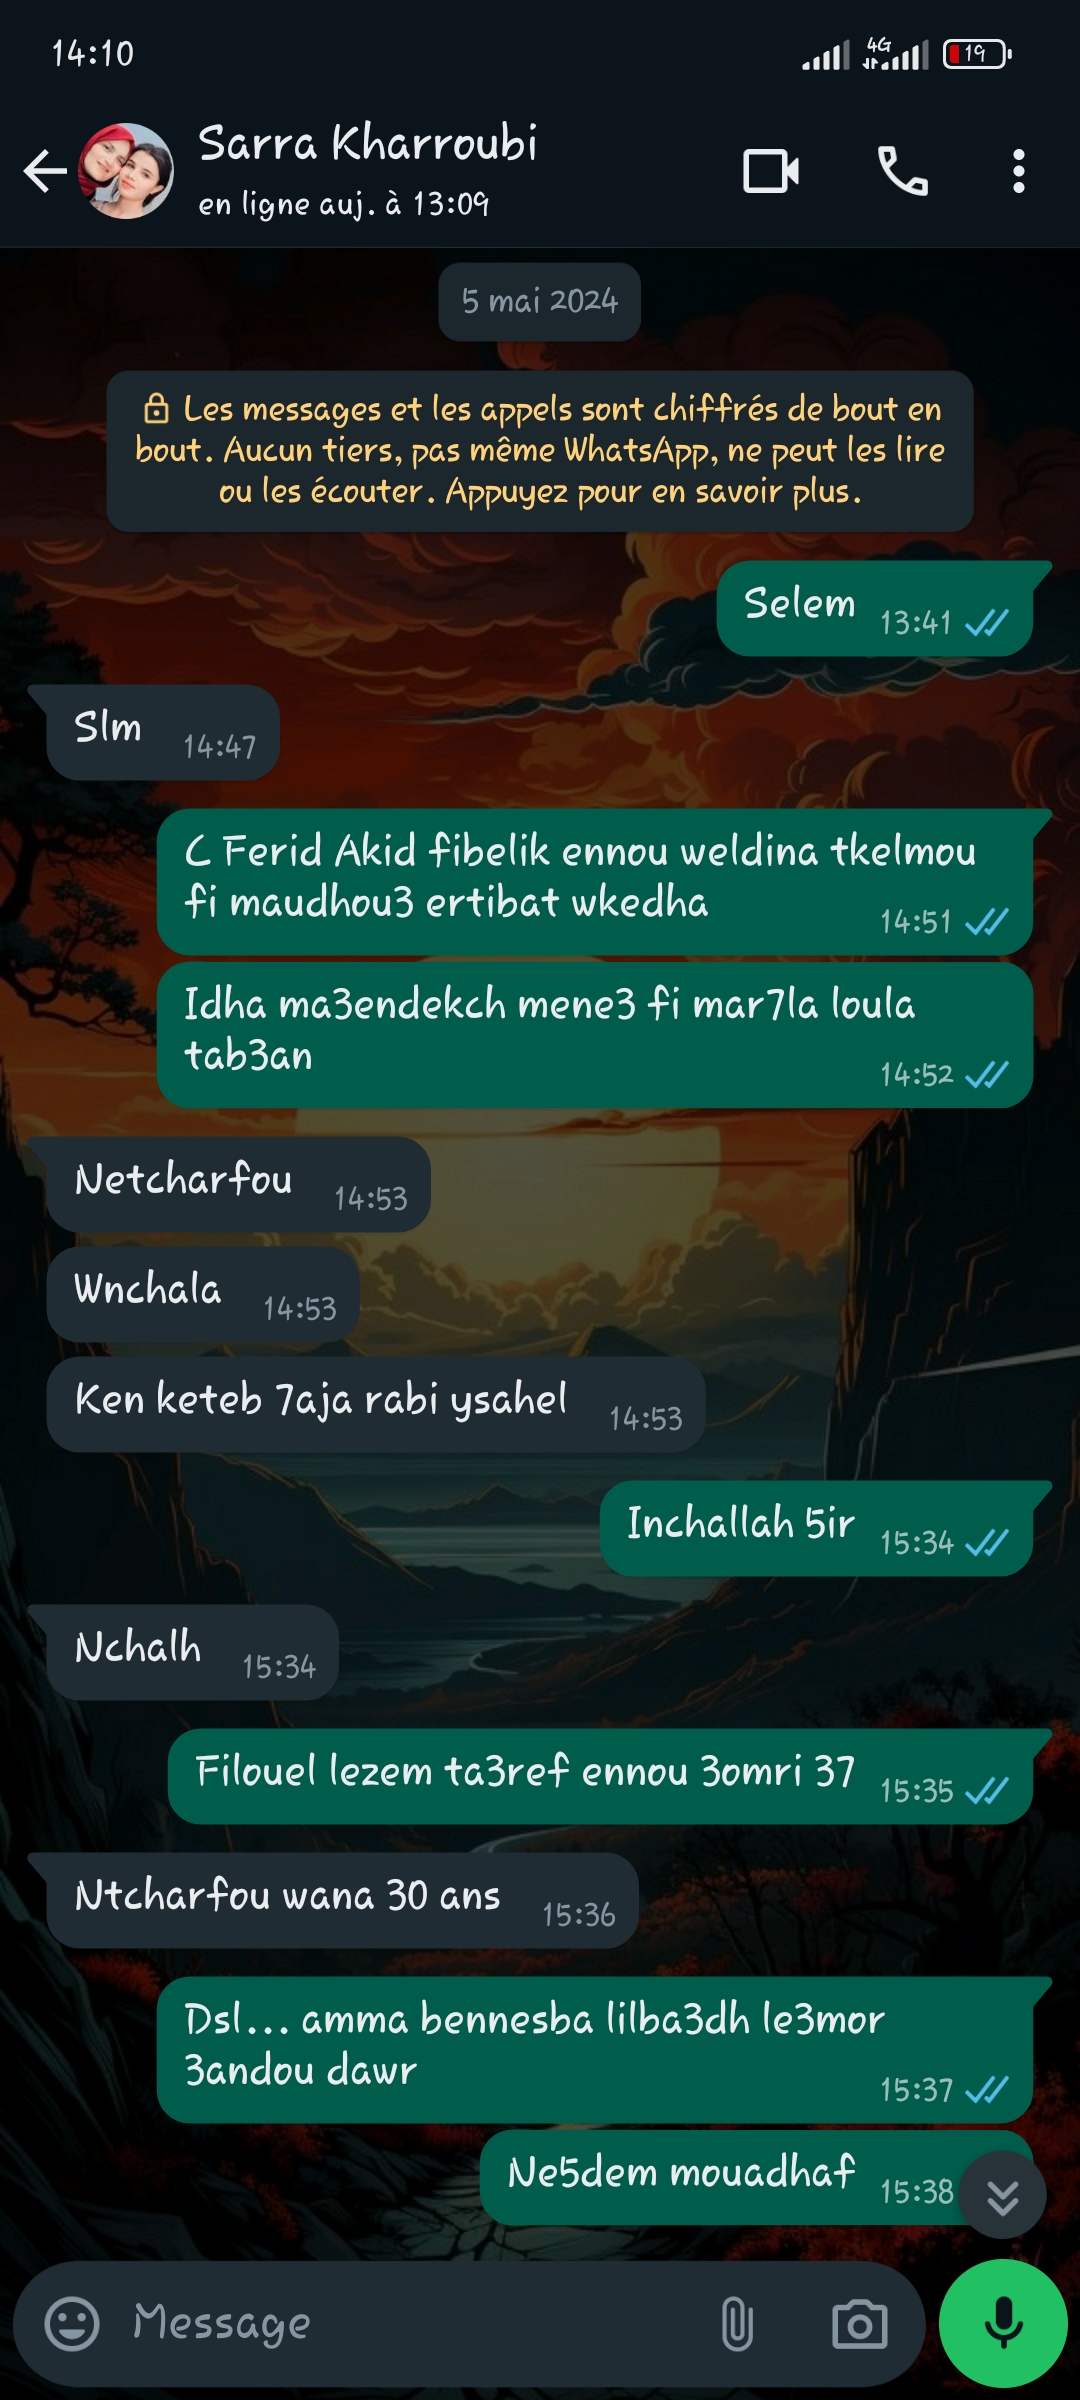 14:10
4G
19
Sarra Kharroubi
en ligne auj. à 13:09
5 mai 2024
Les messages et les appels sont chiffrés de bout en
bout. Aucun tiers, pas même WhatsApp, ne peut les lire
ou les écouter. Appuyez pour en savoir plus.
Selem 13:41
Slm 14:47
C Ferid Akid fibelik ennou weldina tkelmou
fi maudhou3 ertibat wkedha 14:51
Idha ma3endekch mene3 fi mar7la loula
tab3an 14:52
Netcharfou 14:53
Wnchala 14:53
Ken keteb 7aja rabi ysahel 14:53
Inchallah 5ir 15:34
Nchalh 15:34
Filouel lezem ta3ref ennou 3omri 37 15:35
Ntcharfou wana 30 ans 15:36
Dsl... amma bennesba lilba3dh le3mor
3andou dawr 15:37
Ne5dem mouadhaf 15:38
Message